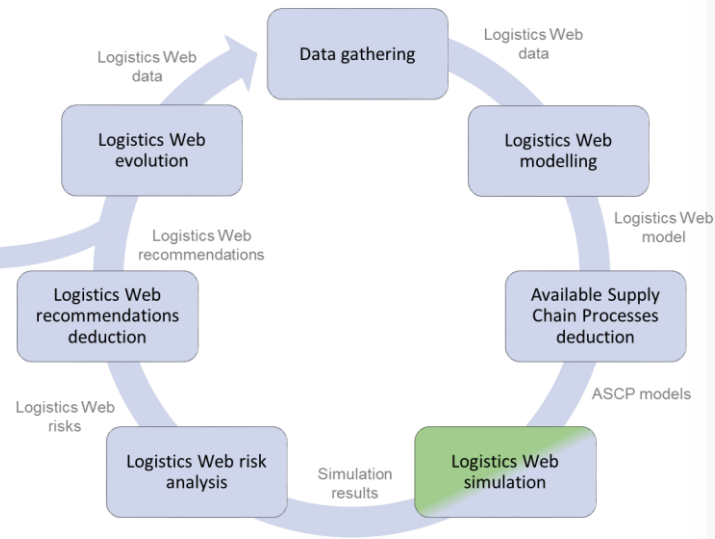 Data gathering
Logistics Web
data
Logistics Web
modelling
Logistics Web
model
Available Supply
Chain Processes
deduction
ASCP models
Logistics Web
simulation
Simulation
results
Logistics Web risk
analysis
Logistics Web
risks
Logistics Web
recommendations
deduction
Logistics Web
recommendations
Logistics Web
evolution
Logistics Web
data